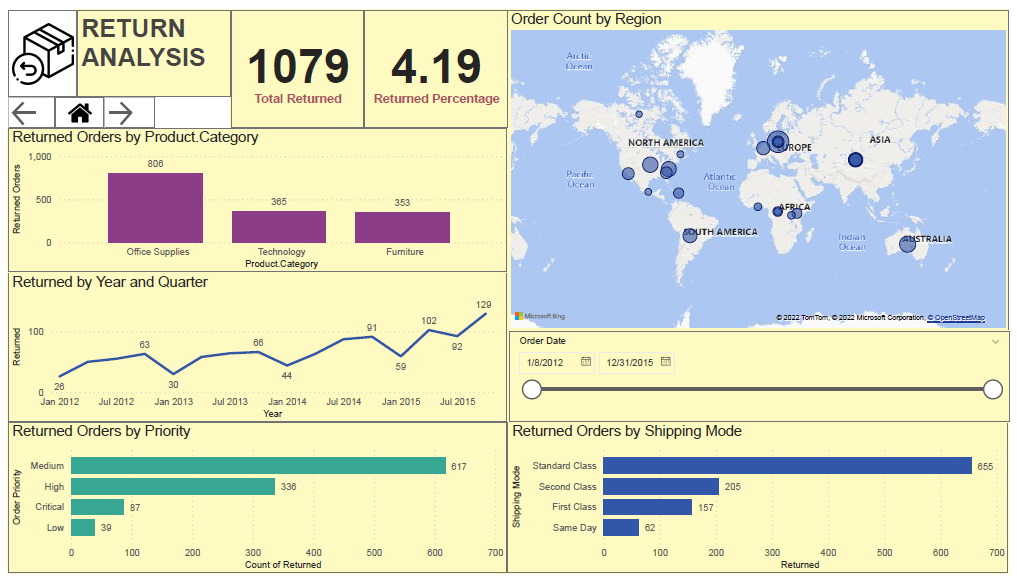 RETURN
ANALYSIS
1079
Total Returned
4.19
Returned Percentage
Order Count by Region
Arctic
Ocean
NORTH AMERICA
EUROPE
ASIA
Pacific
Ocean
Atlantic
Ocean
AFRICA
SOUTH AMERICA
Indian
Ocean
AUSTRALIA
Microsoft Bing
© 2022 TomTom, © 2022 Microsoft Corporation, © OpenStreetMap
Returned Orders by Product.Category
Returned Orders
1,000
500
0
806
365
353
Office Supplies
Technology
Furniture
Product.Category
Returned by Year and Quarter
Returned
100
0
26
63
30
66
44
91
59
102
92
129
Jan 2012
Jul 2012
Jan 2013
Jul 2013
Jan 2014
Jul 2014
Jan 2015
Jul 2015
Year
Order Date
1/8/2012
12/31/2015
Returned Orders by Priority
Order Priority
Medium 617
High 336
Critical 87
Low 39
0 100 200 300 400 500 600 700
Count of Returned
Returned Orders by Shipping Mode
Shipping Mode
Standard Class 655
Second Class 205
First Class 157
Same Day 62
0 100 200 300 400 500 600 700
Returned